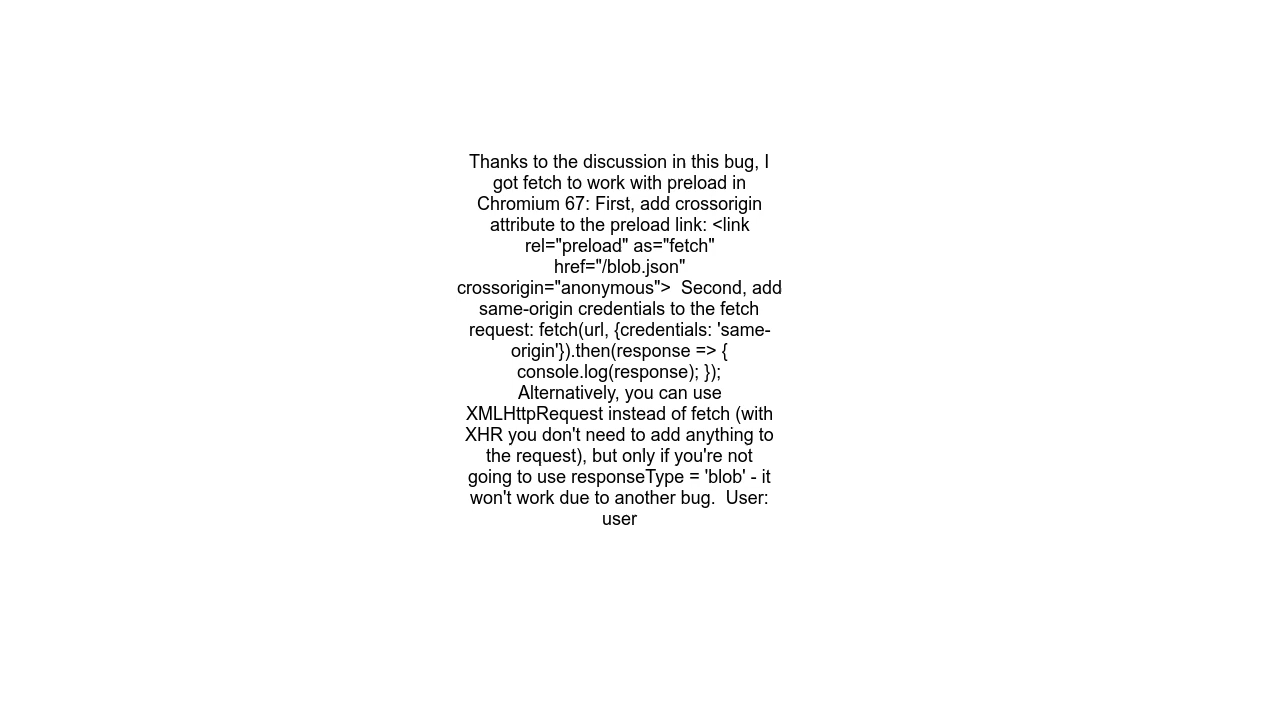 Thanks to the discussion in this bug, I
got fetch to work with preload in
Chromium 67: First, add crossorigin
attribute to the preload link: <link
rel="preload" as="fetch"
href="/blob.json"
crossorigin="anonymous">  Second, add
same-origin credentials to the fetch
request: fetch(url, {credentials: 'same-
origin'}).then(response => {
console.log(response); });
Alternatively, you can use
XMLHttpRequest instead of fetch (with
XHR you don't need to add anything to
the request), but only if you're not
going to use responseType = 'blob' - it
won't work due to another bug.  User:
user